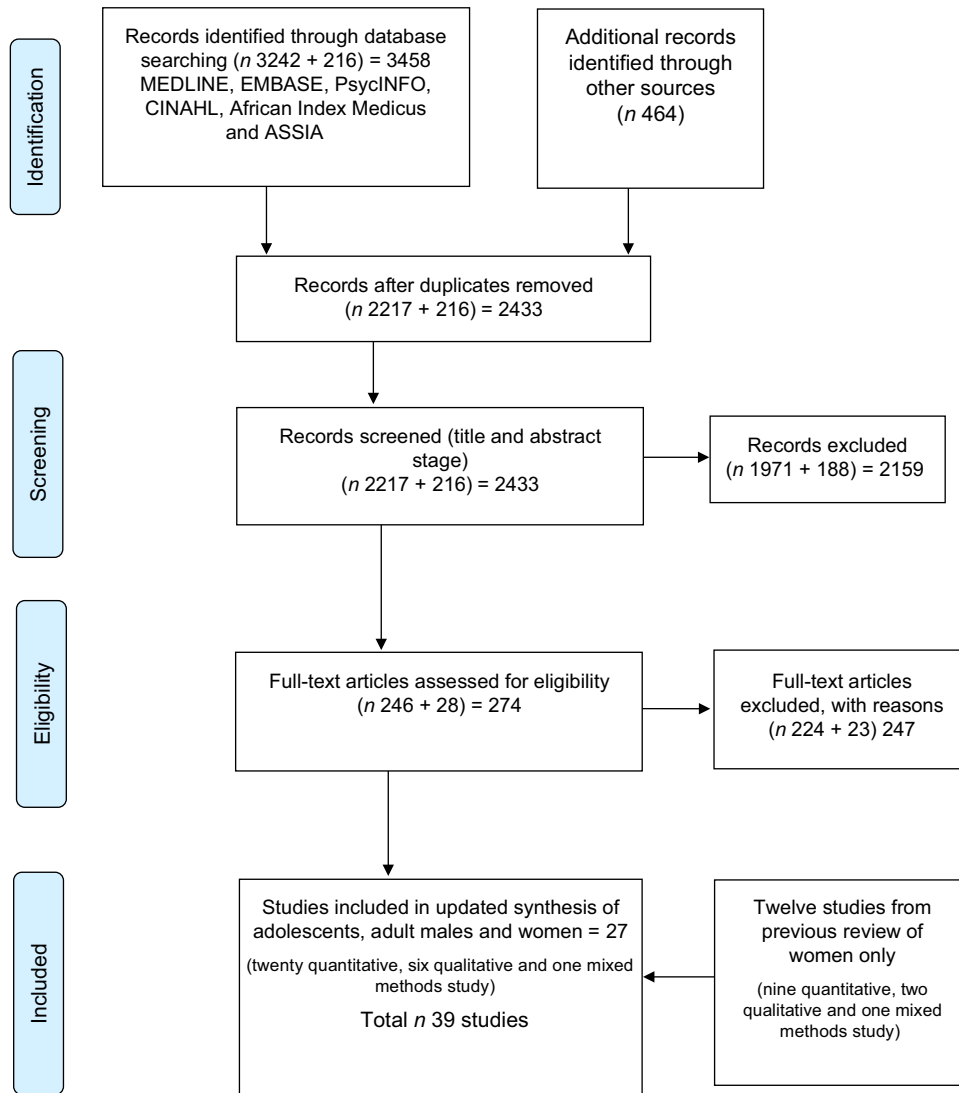 Identification
Records identified through database
searching (n 3242 + 216) = 3458
MEDLINE, EMBASE, PsycINFO,
CINAHL, African Index Medicus
and ASSIA
Additional records
identified through
other sources
(n 464)
Records after duplicates removed
(n 2217 + 216) = 2433
Screening
Records screened (title and abstract
stage)
(n 2217 + 216) = 2433
Records excluded
(n 1971 + 188) = 2159
Eligibility
Full-text articles assessed for eligibility
(n 246 + 28) = 274
Full-text articles
excluded, with reasons
(n 224 + 23) 247
Included
Studies included in updated synthesis of
adolescents, adult males and women = 27
(twenty quantitative, six qualitative and one mixed
methods study)
Total n 39 studies
Twelve studies from
previous review of
women only
(nine quantitative, two
qualitative and one mixed
methods study)